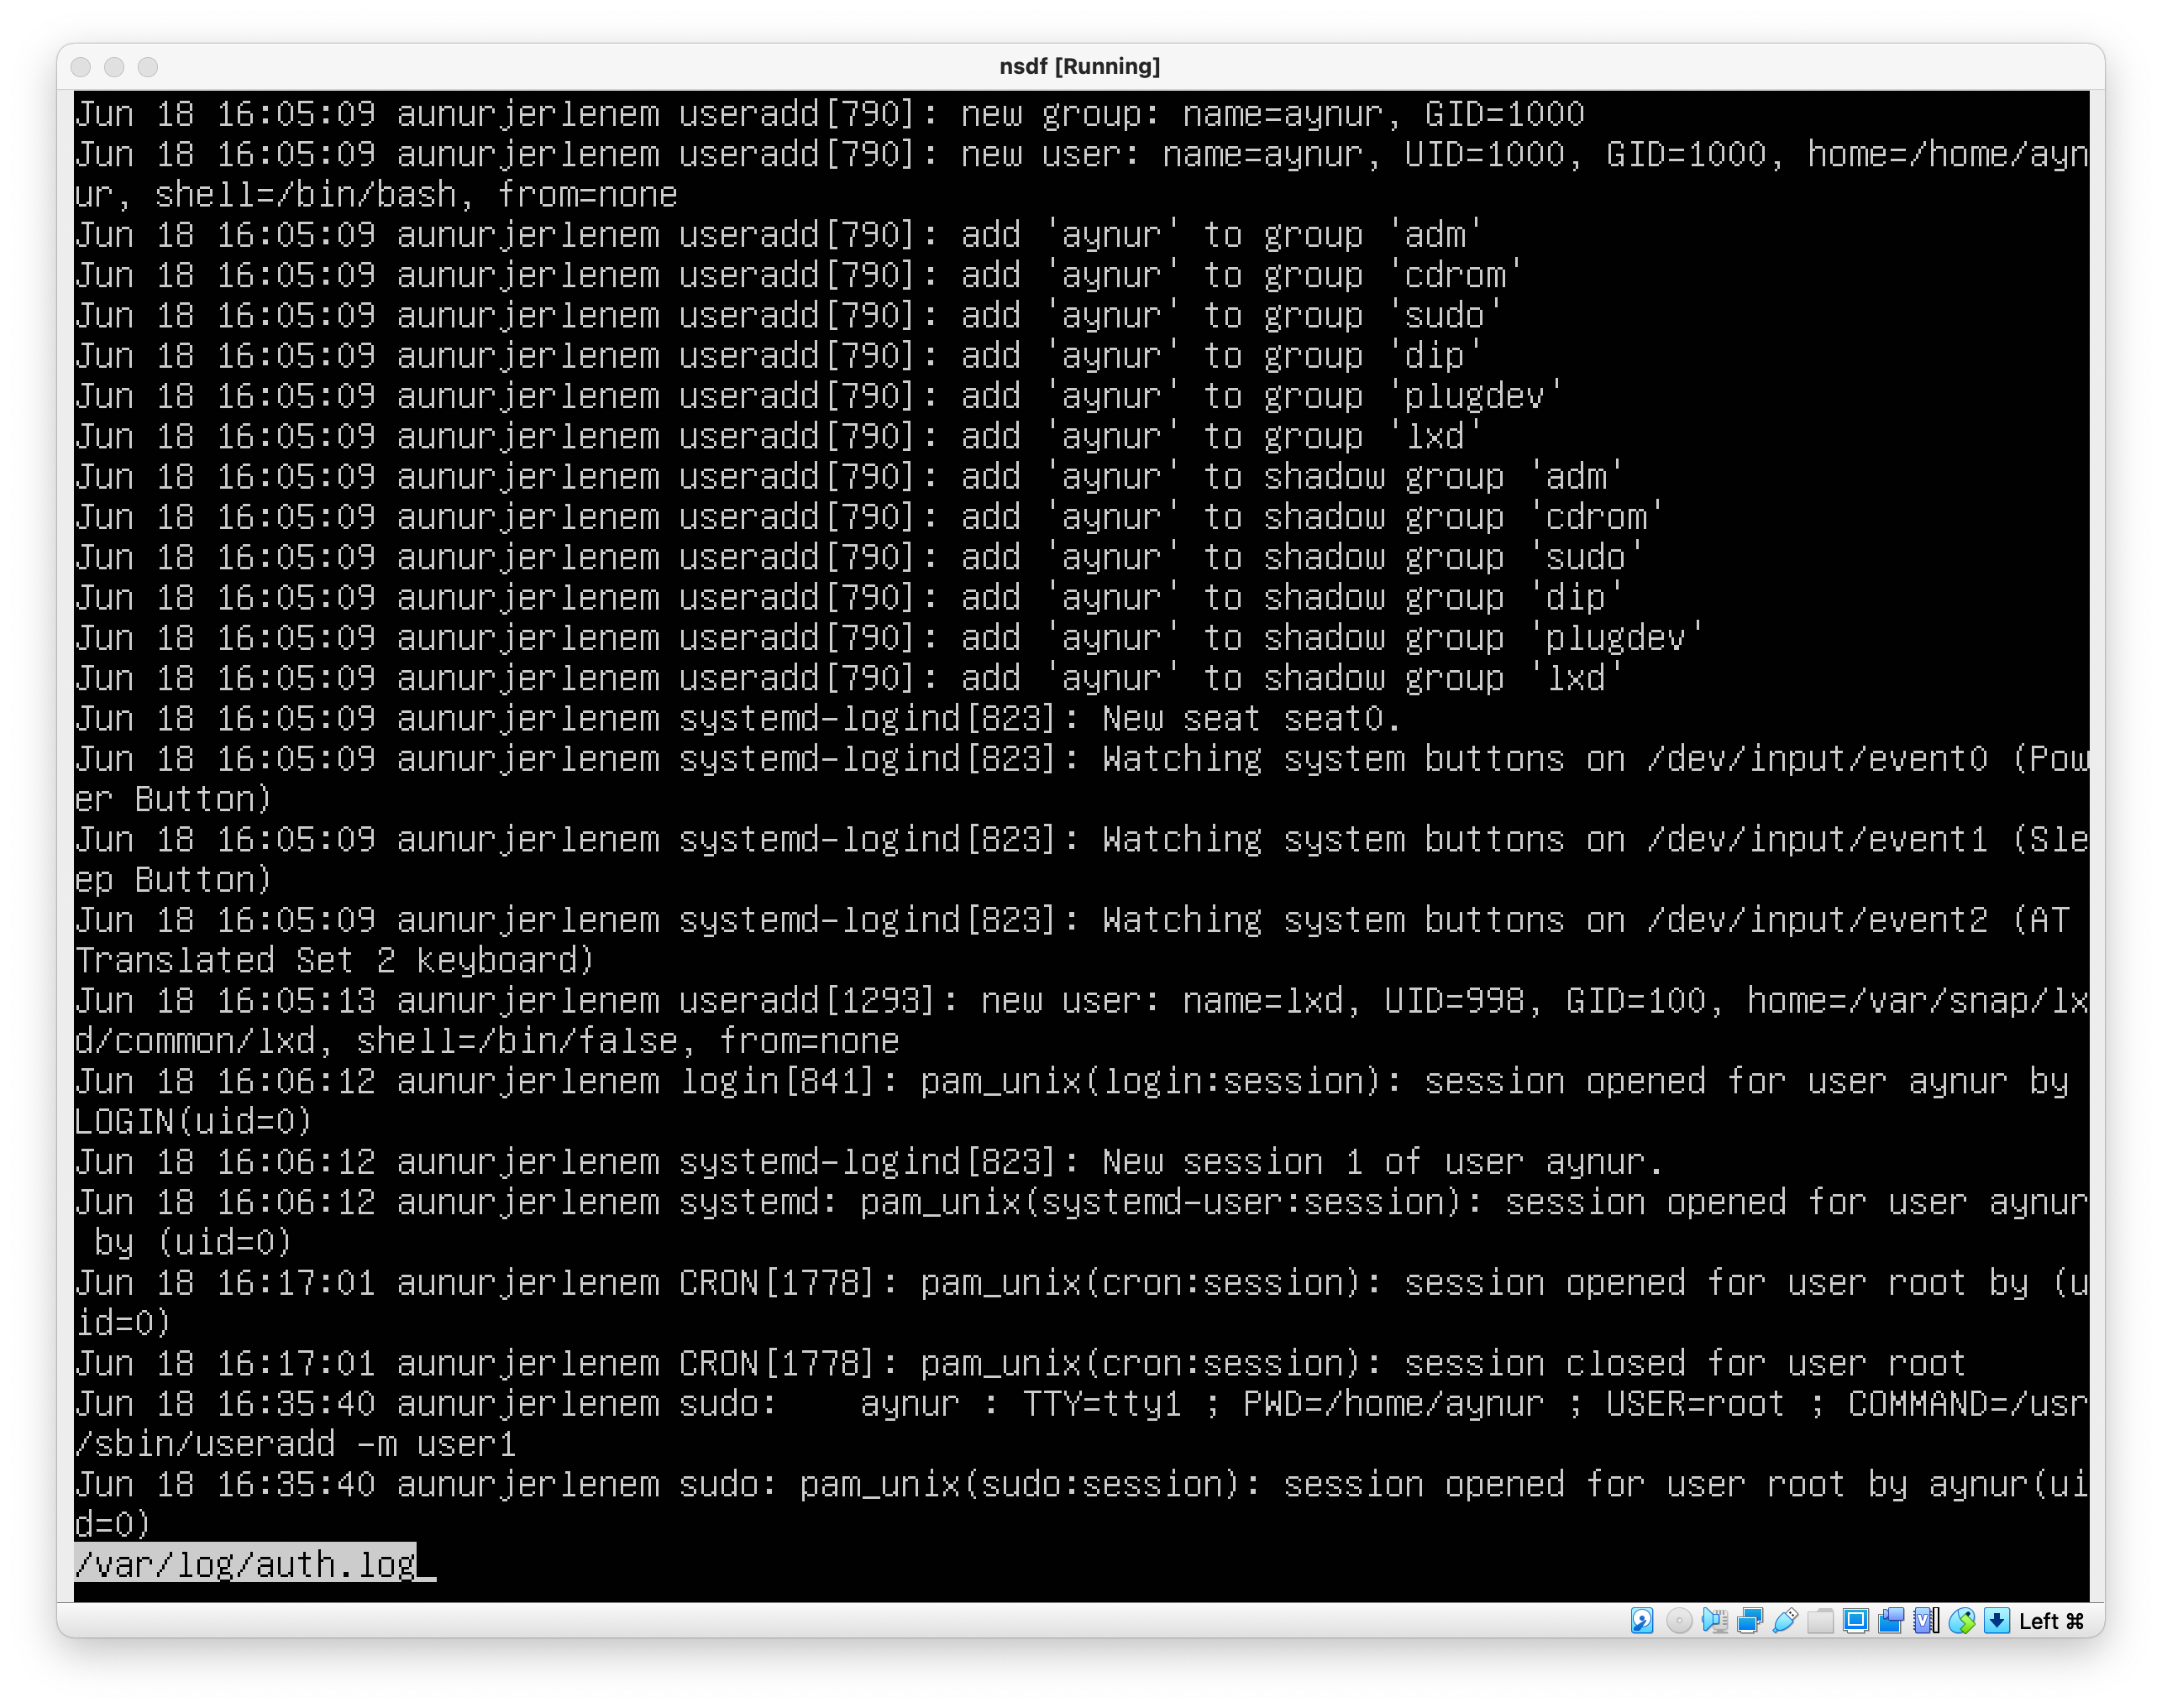 nsdf [Running]
Jun 18 16:05:09 aunurjerlenem useradd[790]: new group: name=aynur, GID=1000
Jun 18 16:05:09 aunurjerlenem useradd[790]: new user: name=aynur, UID=1000, GID=1000, home=/home/ayn
ur, shell=/bin/bash, from=none
Jun 18 16:05:09 aunurjerlenem useradd[790]: add 'aynur' to group 'adm'
Jun 18 16:05:09 aunurjerlenem useradd[790]: add 'aynur' to group 'cdrom'
Jun 18 16:05:09 aunurjerlenem useradd[790]: add 'aynur' to group 'sudo'
Jun 18 16:05:09 aunurjerlenem useradd[790]: add 'aynur' to group 'dip'
Jun 18 16:05:09 aunurjerlenem useradd[790]: add 'aynur' to group 'plugdev'
Jun 18 16:05:09 aunurjerlenem useradd[790]: add 'aynur' to group 'lxd'
Jun 18 16:05:09 aunurjerlenem useradd[790]: add 'aynur' to shadow group 'adm'
Jun 18 16:05:09 aunurjerlenem useradd[790]: add 'aynur' to shadow group 'cdrom'
Jun 18 16:05:09 aunurjerlenem useradd[790]: add 'aynur' to shadow group 'sudo'
Jun 18 16:05:09 aunurjerlenem useradd[790]: add 'aynur' to shadow group 'dip'
Jun 18 16:05:09 aunurjerlenem useradd[790]: add 'aynur' to shadow group 'plugdev'
Jun 18 16:05:09 aunurjerlenem useradd[790]: add 'aynur' to shadow group 'lxd'
Jun 18 16:05:09 aunurjerlenem systemd-logind[823]: New seat seat0.
Jun 18 16:05:09 aunurjerlenem systemd-logind[823]: Watching system buttons on /dev/input/event0 (Pow
er Button)
Jun 18 16:05:09 aunurjerlenem systemd-logind[823]: Watching system buttons on /dev/input/event1 (Sle
ep Button)
Jun 18 16:05:09 aunurjerlenem systemd-logind[823]: Watching system buttons on /dev/input/event2 (AT
Translated Set 2 keyboard)
Jun 18 16:05:13 aunurjerlenem useradd[1293]: new user: name=lxd, UID=998, GID=100, home=/var/snap/lx
d/common/lxd, shell=/bin/false, from=none
Jun 18 16:06:12 aunurjerlenem login[841]: pam_unix(login:session): session opened for user aynur by
LOGIN(uid=0)
Jun 18 16:06:12 aunurjerlenem systemd-logind[823]: New session 1 of user aynur.
Jun 18 16:06:12 aunurjerlenem systemd: pam_unix(systemd-user:session): session opened for user aynur
 by (uid=0)
Jun 18 16:17:01 aunurjerlenem CRON[1778]: pam_unix(cron:session): session opened for user root by (u
id=0)
Jun 18 16:17:01 aunurjerlenem CRON[1778]: pam_unix(cron:session): session closed for user root
Jun 18 16:35:40 aunurjerlenem sudo:    aynur : TTY=tty1 ; PWD=/home/aynur ; USER=root ; COMMAND=/usr
/sbin/useradd -m user1
Jun 18 16:35:40 aunurjerlenem sudo: pam_unix(sudo:session): session opened for user root by aynur(ui
d=0)
/var/log/auth.log
Left ⌘